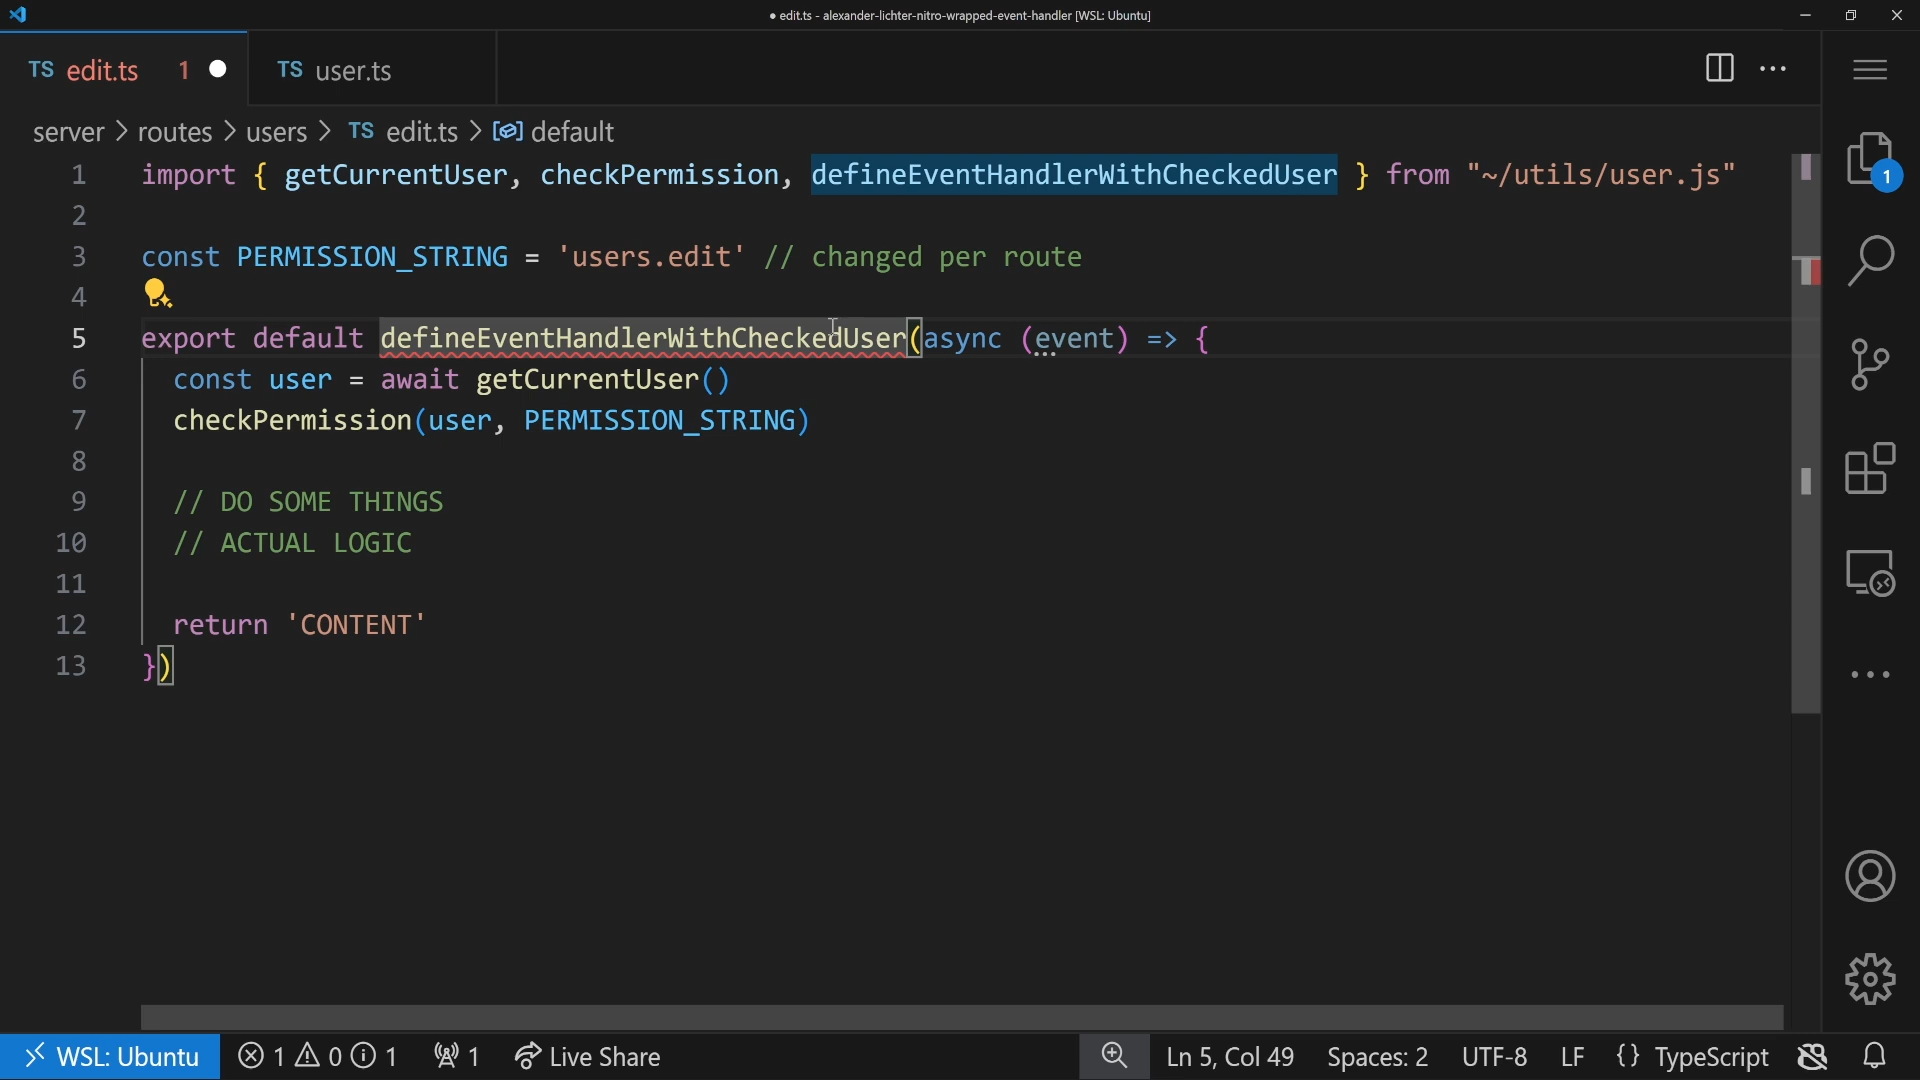 ● edit.ts - alexander-lichter-nitro-wrapped-event-handler [WSL: Ubuntu]
TS edit.ts 1 TS user.ts
server > routes > users > TS edit.ts > default
1 import { getCurrentUser, checkPermission, defineEventHandlerWithCheckedUser } from "~/utils/user.js"
2
3 const PERMISSION_STRING = 'users.edit' // changed per route
4
5 export default defineEventHandlerWithCheckedUser(async (event) => {
6 const user = await getCurrentUser()
7 checkPermission(user, PERMISSION_STRING)
8
9 // DO SOME THINGS
10 // ACTUAL LOGIC
11
12 return 'CONTENT'
13 })
1
WSL: Ubuntu 1 0 1 1 Live Share Ln 5, Col 49 Spaces: 2 UTF-8 LF {} TypeScript